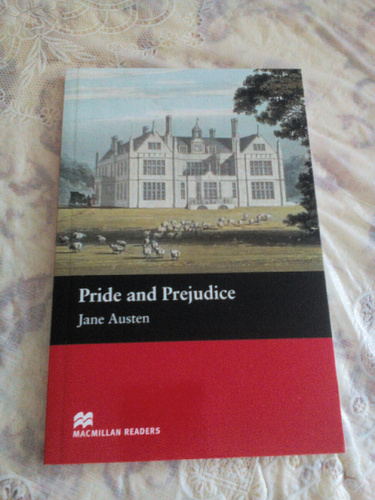 Pride and Prejudice
Jane Austen
MACMILLAN READERS